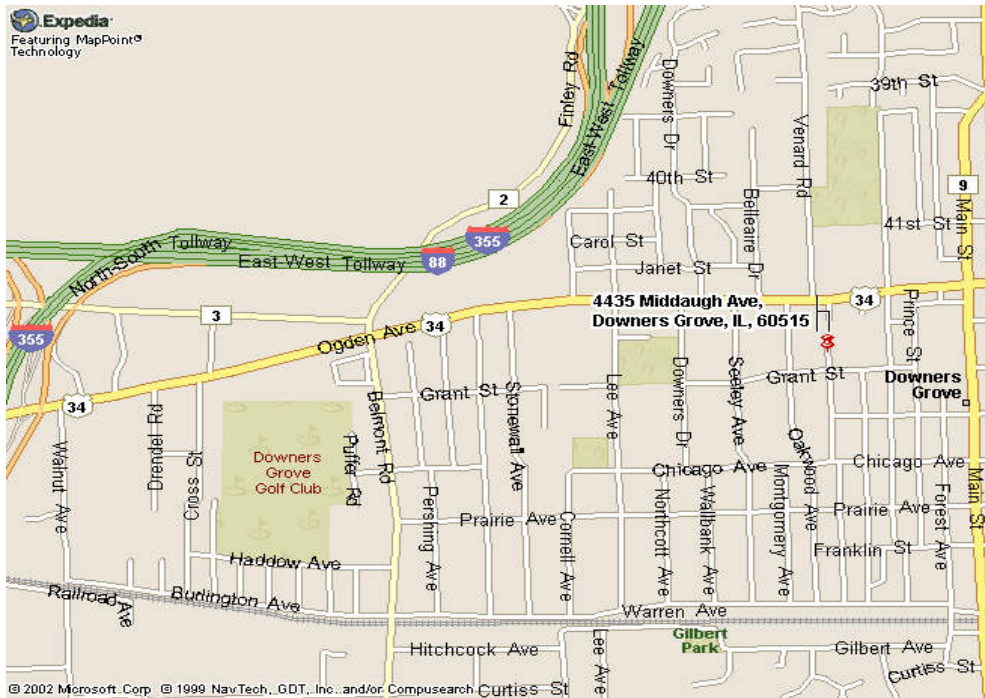 Expedia
Featuring MapPoint
Technology
Finley Rd
East-West Tollway
Downers Dr
Venard Rd
39th St
40th St
2
9
Main St
Belleaire Dr
41st St
Carol St
355
88
North-South Tollway
East West Tollway
Janet St
4435 Middaugh Ave,
Downers Grove, IL, 60515
34
Prince St
3
34
Ogden Ave
355
Grant St
Downers
Grove
34
Grant St
Stonewall Ave
Lee Ave
Downers Dr
Seeley Ave
Belmont Rd
Walnut Ave
Drendel Rd
Cross St
Downers
Grove
Golf Club
Puffer Rd
Oakwood Ave
Chicago Ave
Chicago Ave
Main St
Pershing Ave
Prairie Ave
Cornell Ave
Northcott Ave
Wallbank Ave
Montgomery Ave
Prairie Ave
Forest Ave
Franklin St
Haddow Ave
Railroad Ave
Burlington Ave
Warren Ave
Hitchcock Ave
Lee Ave
Gilbert
Park
Gilbert Ave
Curtiss St
Curtiss St
© 2002 Microsoft Corp © 1999 NavTech, GDT, Inc. and/or Compusearch